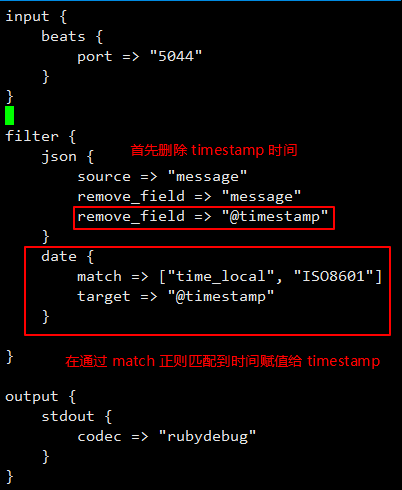 input {
    beats {
        port => "5044"
    }
}
filter {
    json {
首先删除 timestamp 时间
        source => "message"
        remove_field => "message"
        remove_field => "@timestamp"
    }
    date {
        match => ["time_local", "ISO8601"]
        target => "@timestamp"
    }
}
在通过 match 正则匹配到时间赋值给 timestamp
output {
    stdout {
        codec => "rubydebug"
    }
}